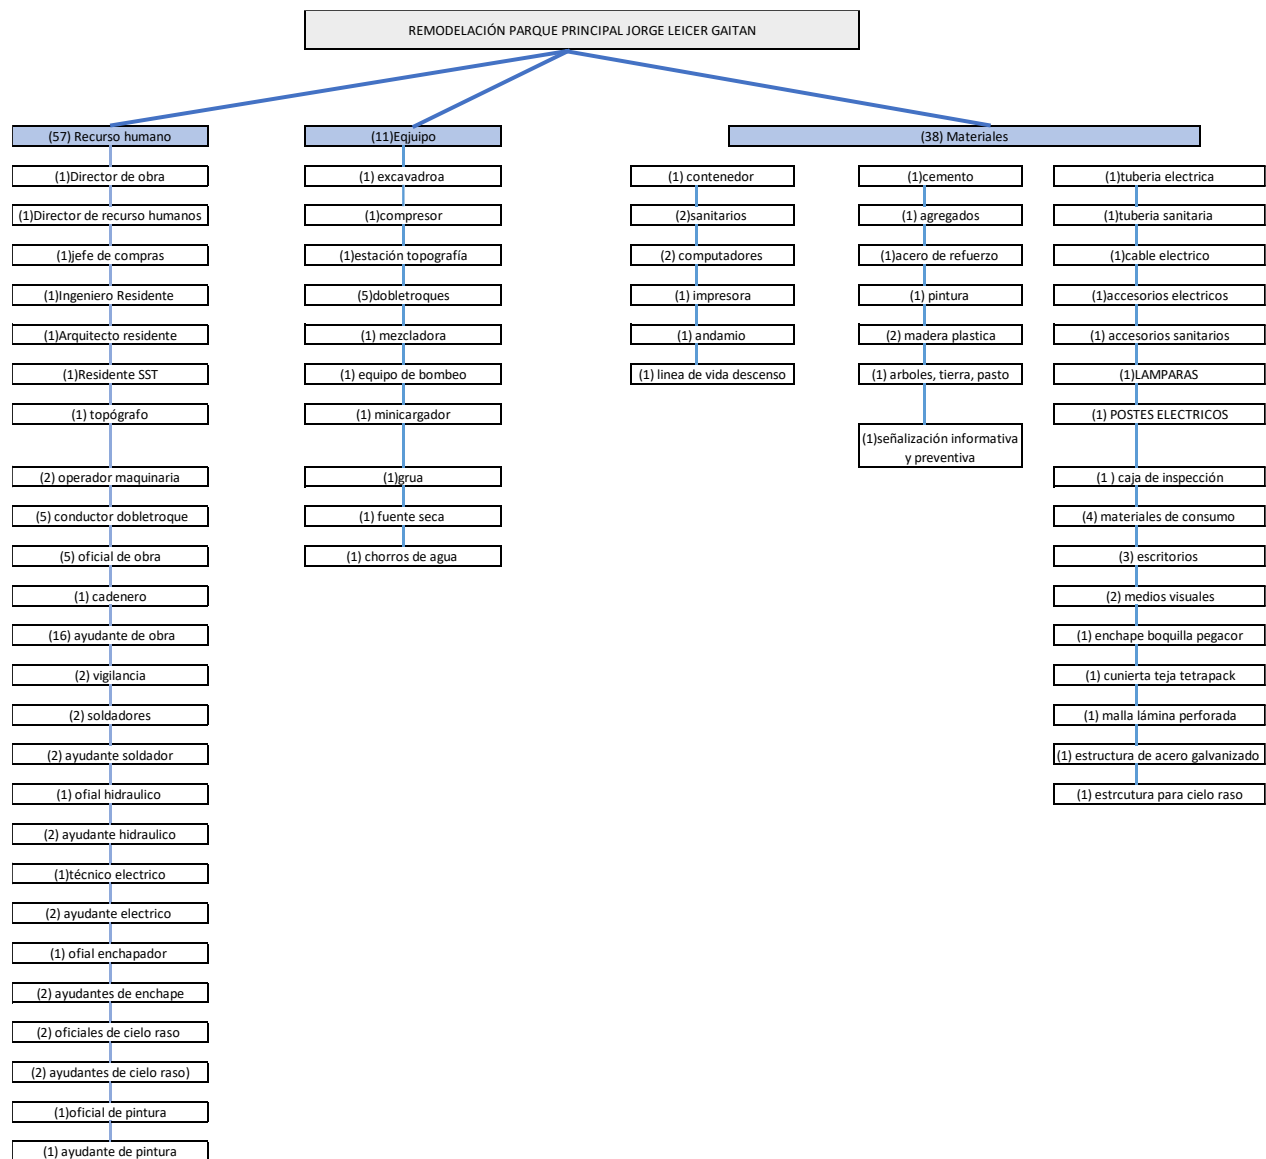 REMODELACIÓN PARQUE PRINCIPAL JORGE LEICER GAITAN
(57) Recurso humano
(1)Director de obra
(1)Director de recurso humanos
(1)jefe de compras
(1)Ingeniero Residente
(1)Arquitecto residente
(1)Residente SST
(1) topógrafo
(2) operador maquinaria
(5) conductor dobletroque
(5) oficial de obra
(1) cadenero
(16) ayudante de obra
(2) vigilancia
(2) soldadores
(2) ayudante soldador
(1) ofial hidraulico
(2) ayudante hidraulico
(1)técnico electrico
(2) ayudante electrico
(1) ofial enchapador
(2) ayudantes de enchape
(2) oficiales de cielo raso
(2) ayudantes de cielo raso)
(1)oficial de pintura
(1) ayudante de pintura
(11)Eqjuipo
(1) excavadroa
(1)compresor
(1)estación topografía
(5)dobletroques
(1) mezcladora
(1) equipo de bombeo
(1) minicargador
(1)grua
(1) fuente seca
(1) chorros de agua
(38) Materiales
(1) contenedor
(2)sanitarios
(2) computadores
(1) impresora
(1) andamio
(1) linea de vida descenso
(1)cemento
(1) agregados
(1)acero de refuerzo
(1) pintura
(2) madera plastica
(1) arboles, tierra, pasto
(1)señalización informativa
y preventiva
(1)tuberia electrica
(1)tuberia sanitaria
(1)cable electrico
(1)accesorios electricos
(1) accesorios sanitarios
(1)LAMPARAS
(1) POSTES ELECTRICOS
(1 ) caja de inspección
(4) materiales de consumo
(3) escritorios
(2) medios visuales
(1) enchape boquilla pegacor
(1) cunierta teja tetrapack
(1) malla lámina perforada
(1) estructura de acero galvanizado
(1) estrcutura para cielo raso